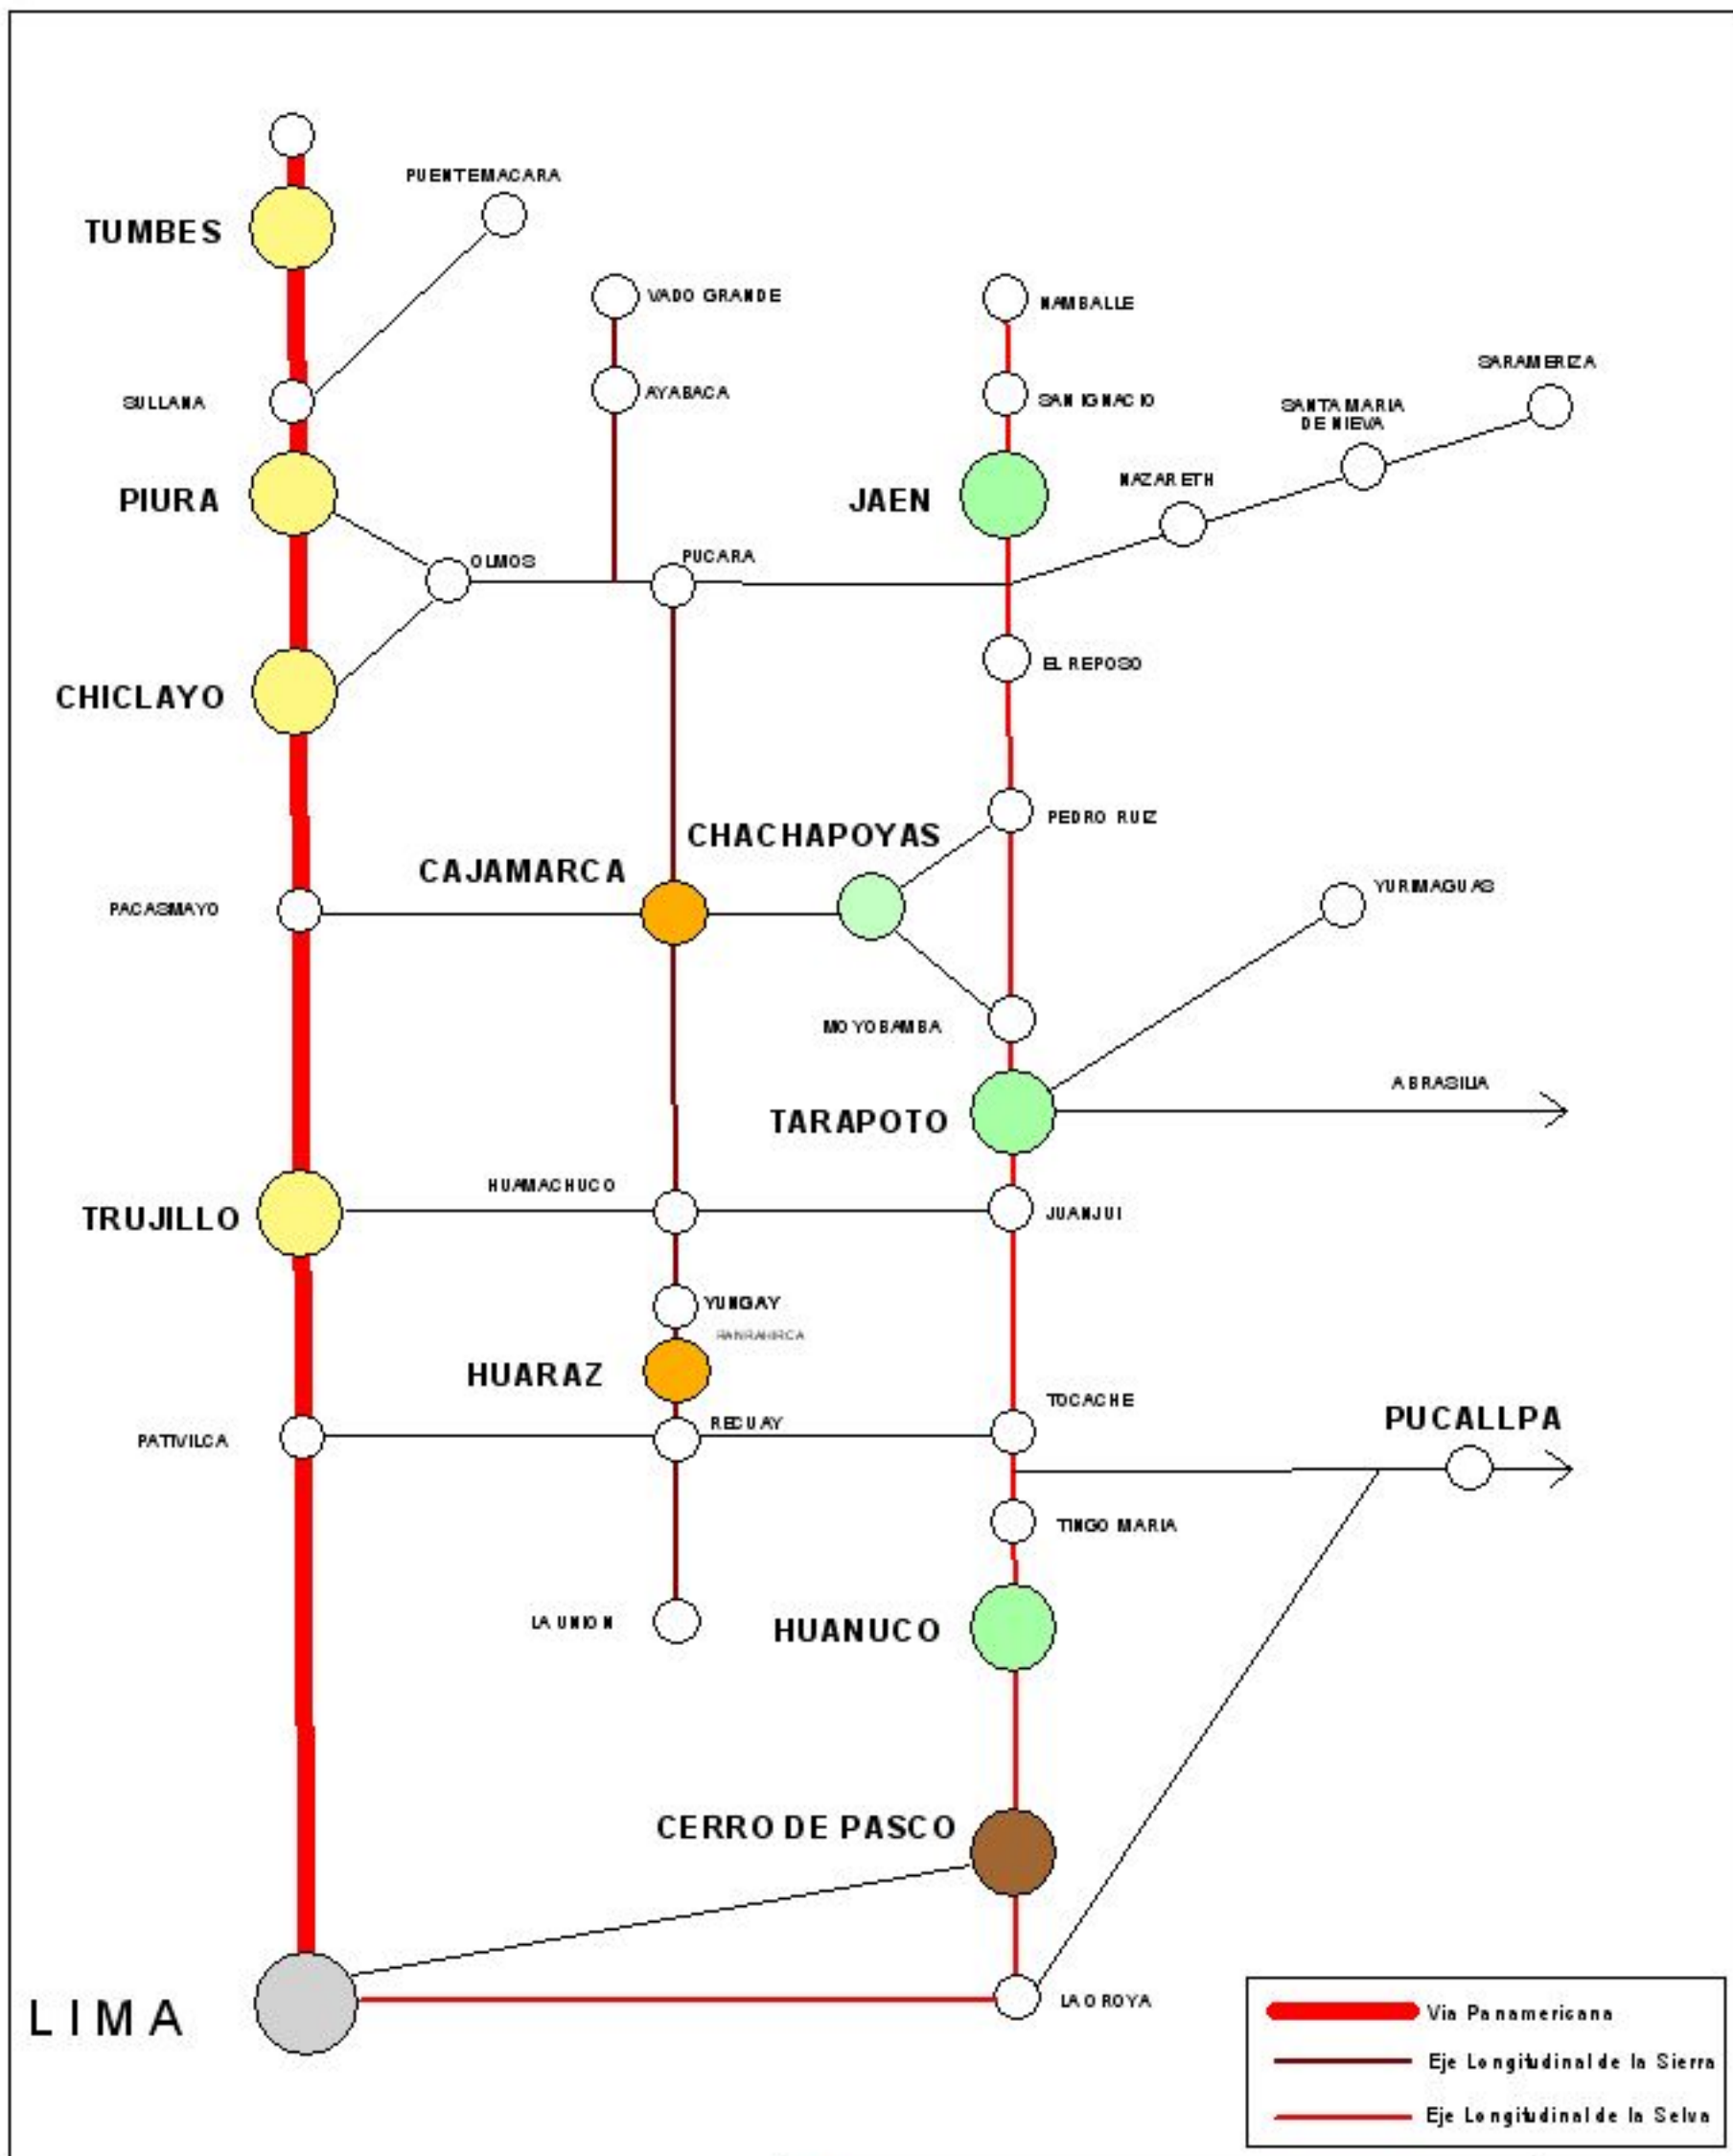 PUENTEMACARA
TUMBES
VADO GRANDE
NAMBALLE
SARAMERIZA
AYABACA
SAN IGNACIO
SULLANA
SANTA MARIA
DE NIEVA
PIURA
JAEN
NAZARETH
OLMOS
PUCARA
EL REPOSO
CHICLAYO
PEDRO RUIZ
CHACHAPOYAS
CAJAMARCA
YURIMAGUAS
PACASMAYO
MOYOBAMBA
A BRASILIA
TARAPOTO
HUAMACHUCO
TRUJILLO
JUANJUI
YUNGAY
RANRAHIRCA
HUARAZ
TOCACHE
RECUAY
PUCALLPA
PATIVILCA
TINGO MARIA
LA UNION
HUANUCO
CERRO DE PASCO
LA OROYA
LIMA
Via Panamericana
Eje Longitudinal de la Sierra
Eje Longitudinal de la Selva